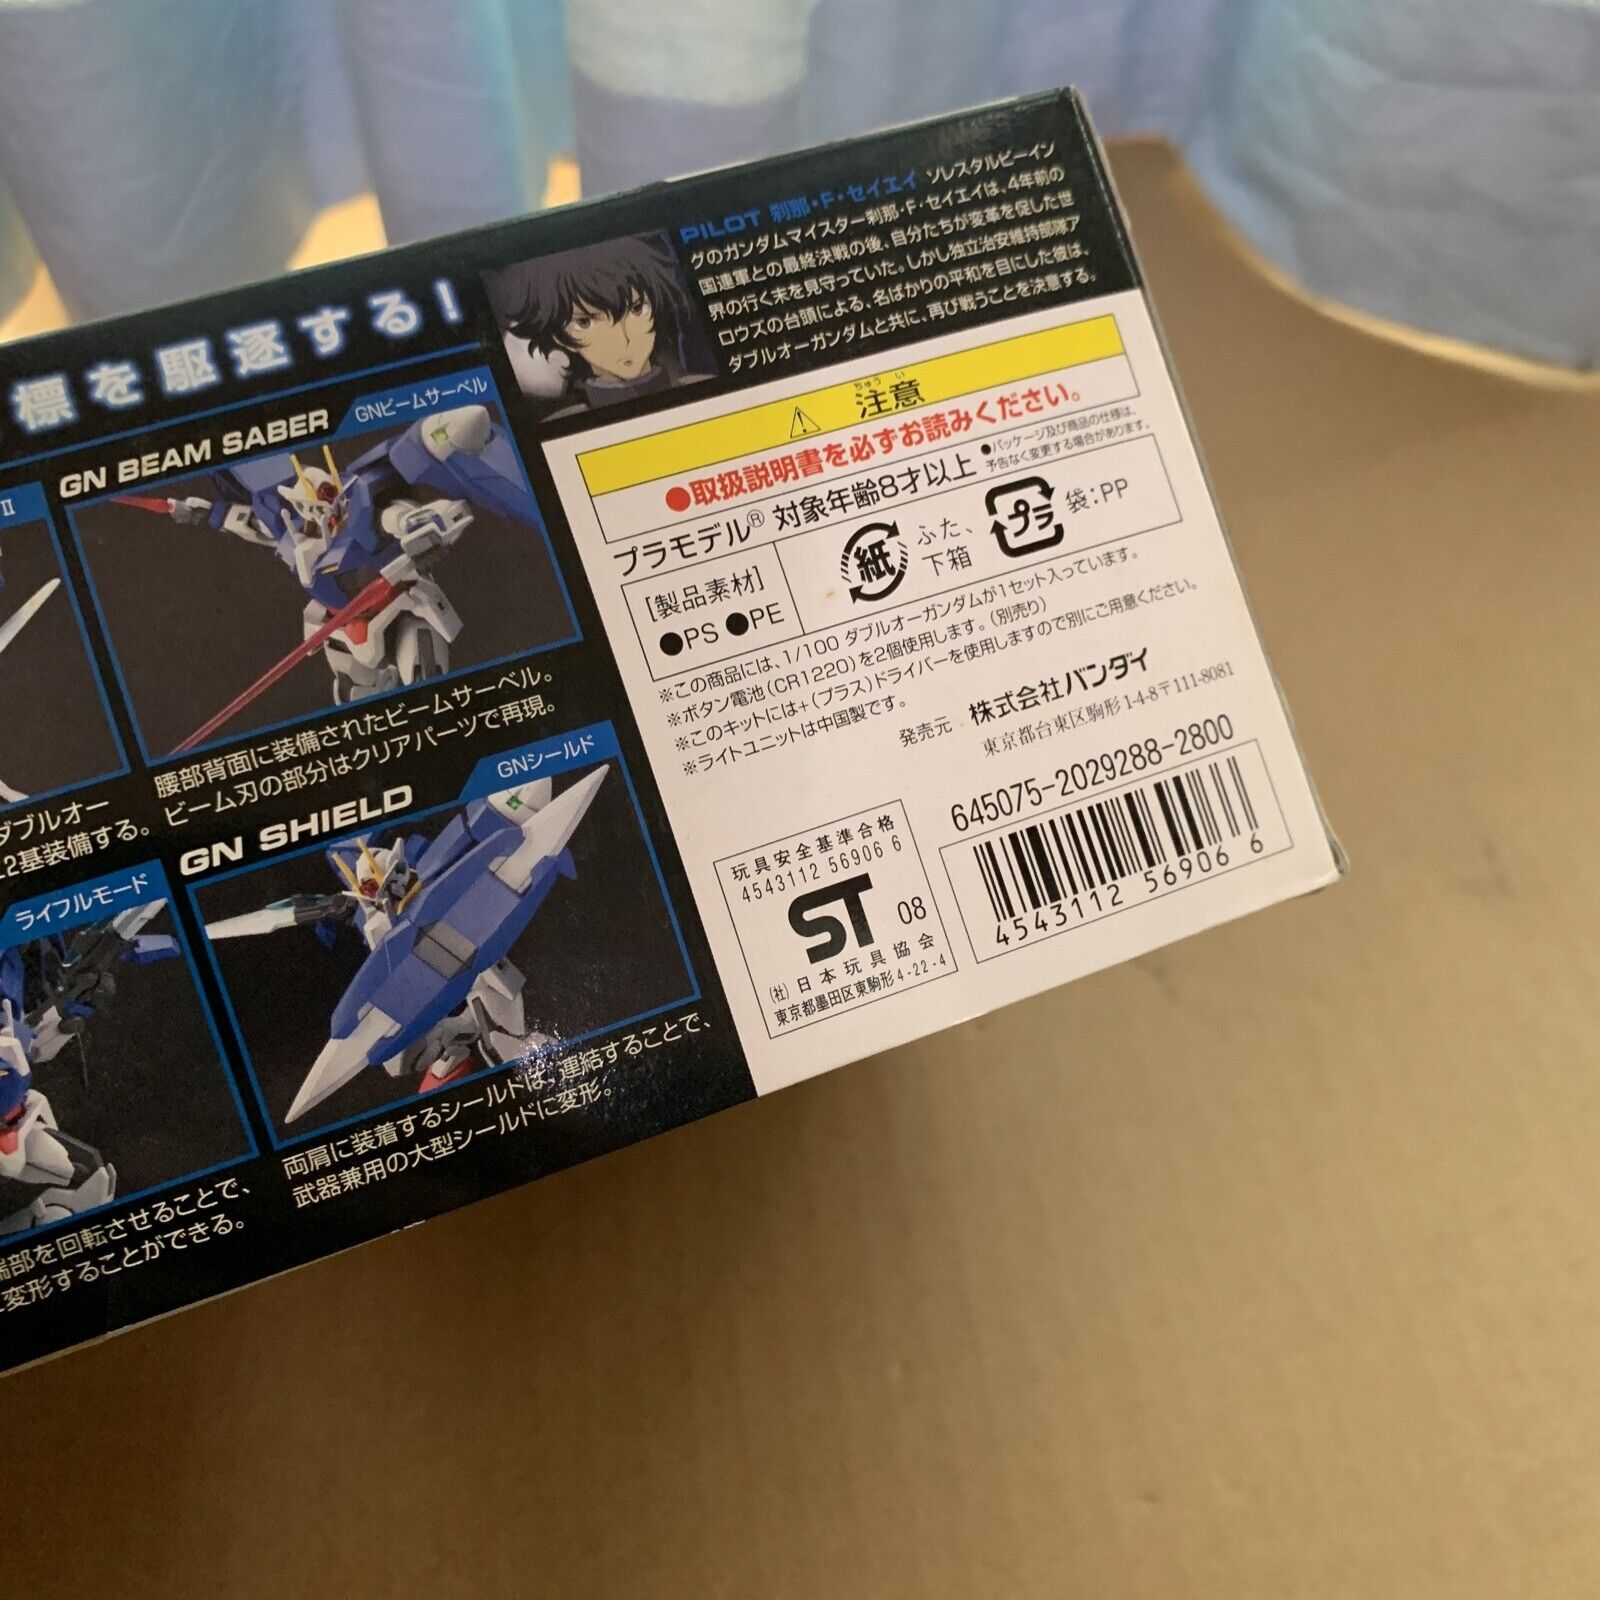 標を駆逐する!
PILOT 刹那・F・セイエイ ソレスタルビーイン
グのガンダムマイスター刹那・F・セイエイは、4年前の
国連軍との最終決戦の後、自分たちが変革を促した世
界の行く末を見守っていた。しかし独立治安維持部隊ア
ロウズの台頭による、名ばかりの平和を目にした彼は、
ダブルオーガンダムと共に、再び戦うことを決意する。
II
GN BEAM SABER
GNビームサーベル
腰部背面に装備されたビームサーベル。
ビーム刃の部分はクリアパーツで再現。
ダブルオー
2基装備する。
GN SHIELD
GNシールド
両肩に装着するシールドは、連結することで、
武器兼用の大型シールドに変形。
ライフルモード
端部を回転させることで、
変形することができる。
ちゅう い
注意
●取扱説明書を必ずお読みください。
プラモデル® 対象年齢8才以上
●パッケージ及び商品の仕様は、
予告なく変更する場合があります。
[製品素材]
●PS ●PE
紙
ふた、
下箱
プラ
袋:PP
※この商品には、1/100 ダブルオーガンダムが1セット入っています。
※ボタン電池(CR1220)を2個使用します。(別売り)
※このキットには+(プラス)ドライバーを使用しますので別にご用意ください。
※ライトユニットは中国製です。
発売元 株式会社バンダイ
東京都台東区駒形1-4-8〒111-8081
645075-2029288-2800
4543112 56906 6
玩具安全基準合格
4543112 56906 6
ST 08
(社)日本玩具協会
東京都墨田区東駒形4-22-4